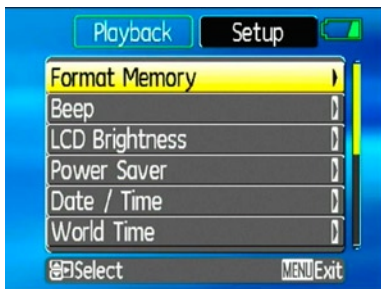 Playback Setup
Format Memory
Beep
LCD Brightness
Power Saver
Date / Time
World Time
Select MENU Exit